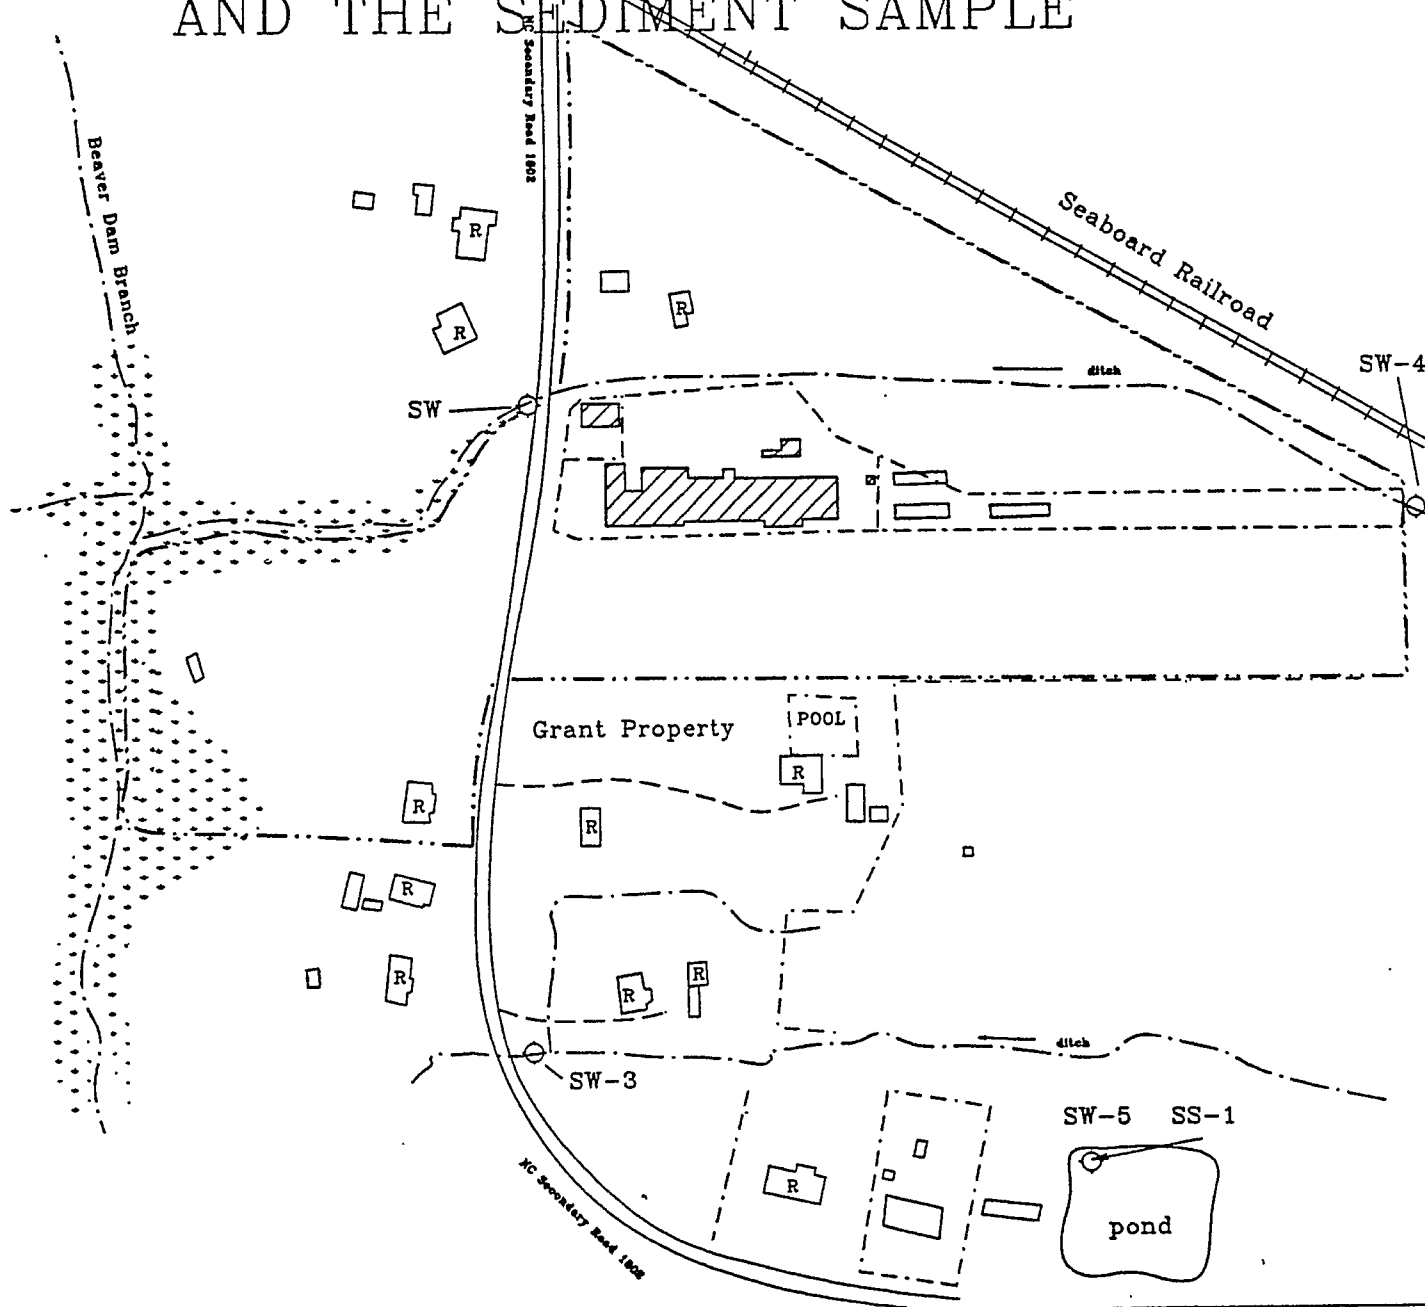 AND THE SEDIMENT SAMPLE
NC Secondary Road 1802
Beaver Dam Branch
R
Seaboard Railroad
R
R
SW-4
ditch
SW
POOL
Grant Property
R
R
R
R
R
R
R
ditch
SW-3
SW-5 SS-1
R
NC Secondary Road 1802
pond